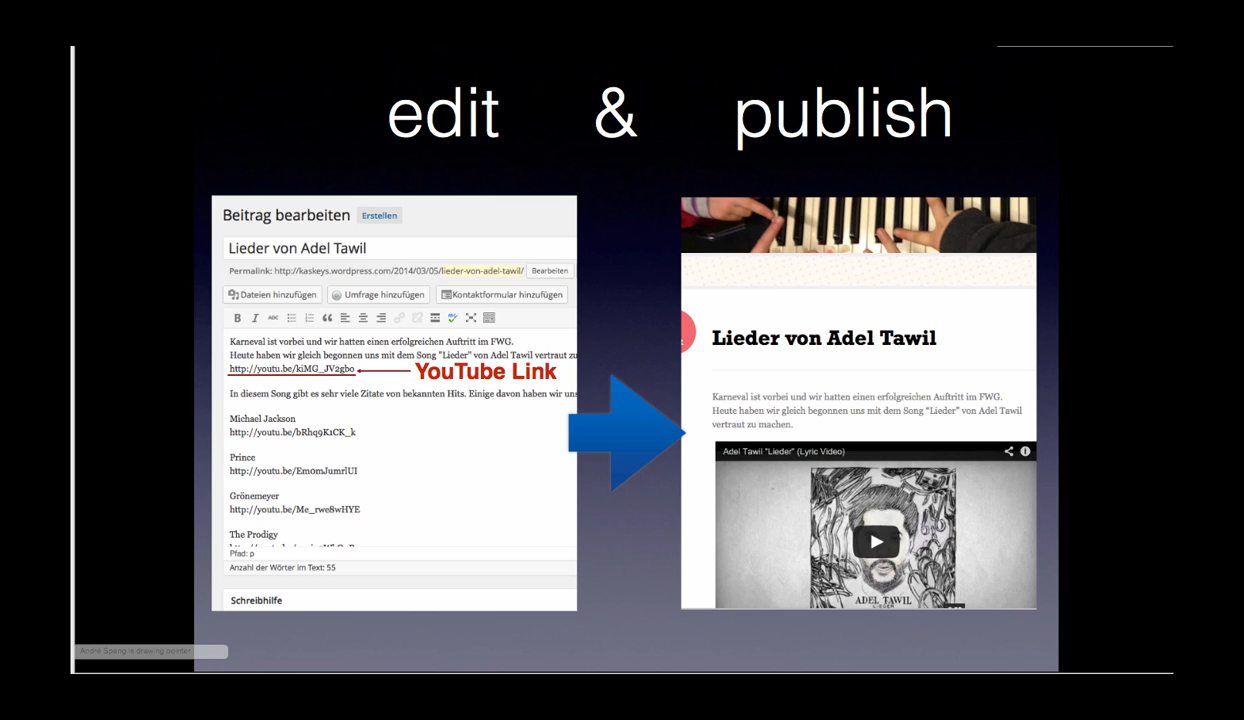 edit & publish
Beitrag bearbeiten Erstellen
Lieder von Adel Tawil
Permalink: http://kaskeys.wordpress.com/2014/03/05/lieder-von-adel-tawil/ Bearbeiten
Dateien hinzufügen Umfrage hinzufügen Kontaktformular hinzufügen
B I ABC
Karneval ist vorbei und wir hatten einen erfolgreichen Auftritt im FWG.
Heute haben wir gleich begonnen uns mit dem Song "Lieder" von Adel Tawil vertraut zu
http://youtu.be/kiMG_JV2gbo
YouTube Link
In diesem Song gibt es sehr viele Zitate von bekannten Hits. Einige davon haben wir uns
Michael Jackson
http://youtu.be/bRhq9K1CK_k
Prince
http://youtu.be/EmomJumrlUI
Grönemeyer
http://youtu.be/Me_rwe8wHYE
The Prodigy
Pfad: p
Anzahl der Wörter im Text: 55
Schreibhilfe
Lieder von Adel Tawil
Karneval ist vorbei und wir hatten einen erfolgreichen Auftritt im FWG.
Heute haben wir gleich begonnen uns mit dem Song "Lieder" von Adel Tawil
vertraut zu machen.
Adel Tawil "Lieder" (Lyric Video)
ADEL TAWIL
LIEDER
André Spang is drawing pointer